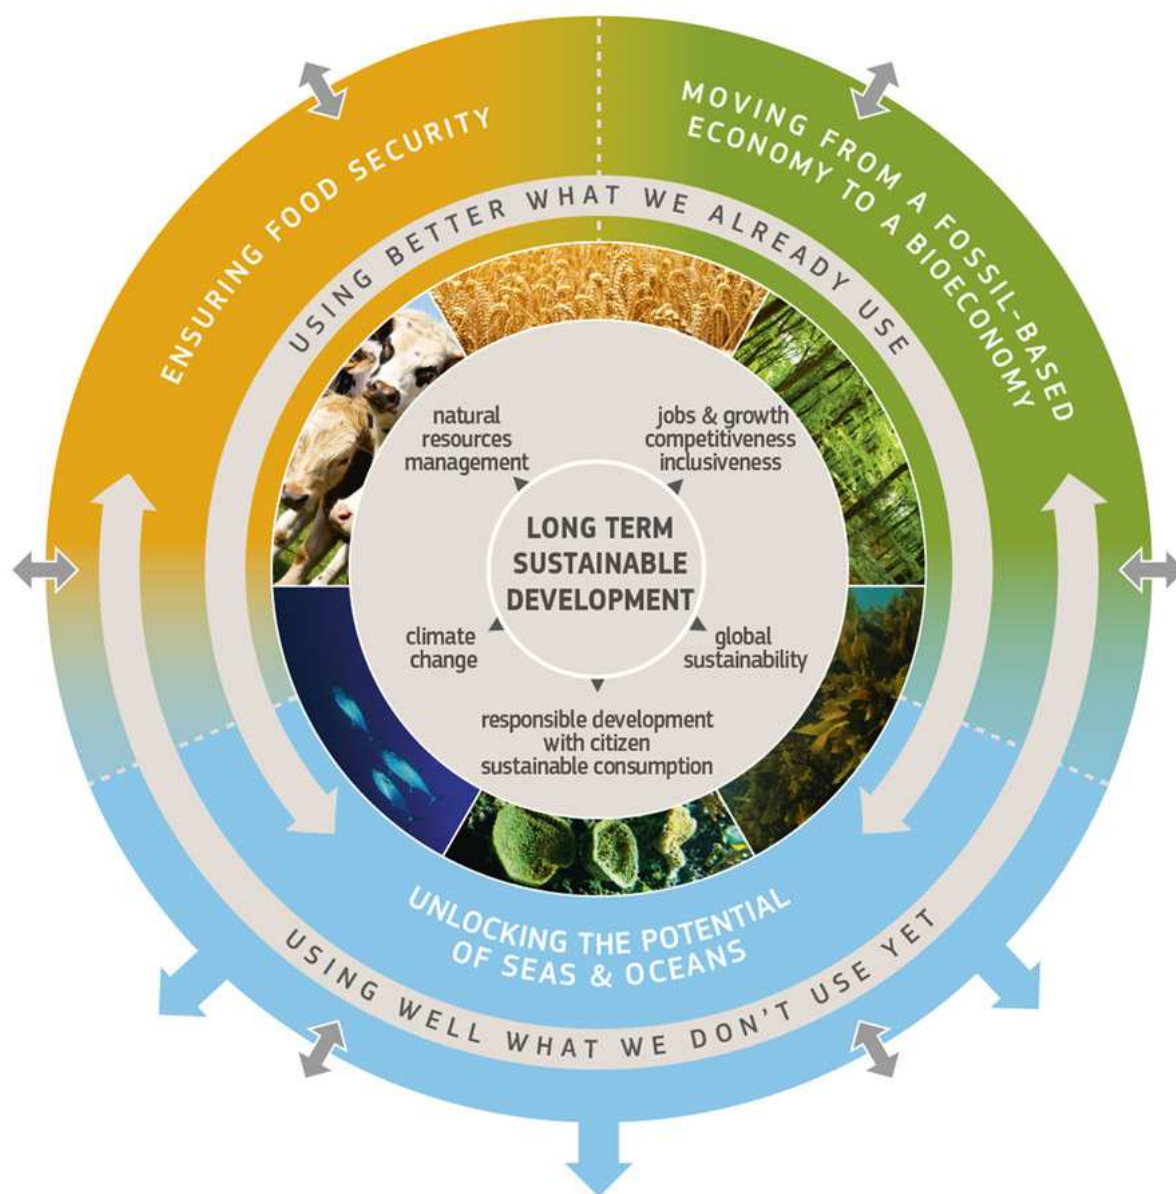 ENSURING FOOD SECURITY
MOVING FROM A FOSSIL-BASED
ECONOMY TO A BIOECONOMY
USING BETTER WHAT WE ALREADY USE
natural
resources
management
jobs & growth
competitiveness
inclusiveness
LONG TERM
SUSTAINABLE
DEVELOPMENT
climate
change
global
sustainability
responsible development
with citizen
sustainable consumption
UNLOCKING THE POTENTIAL
OF SEAS & OCEANS
USING WELL WHAT WE DON'T USE YET